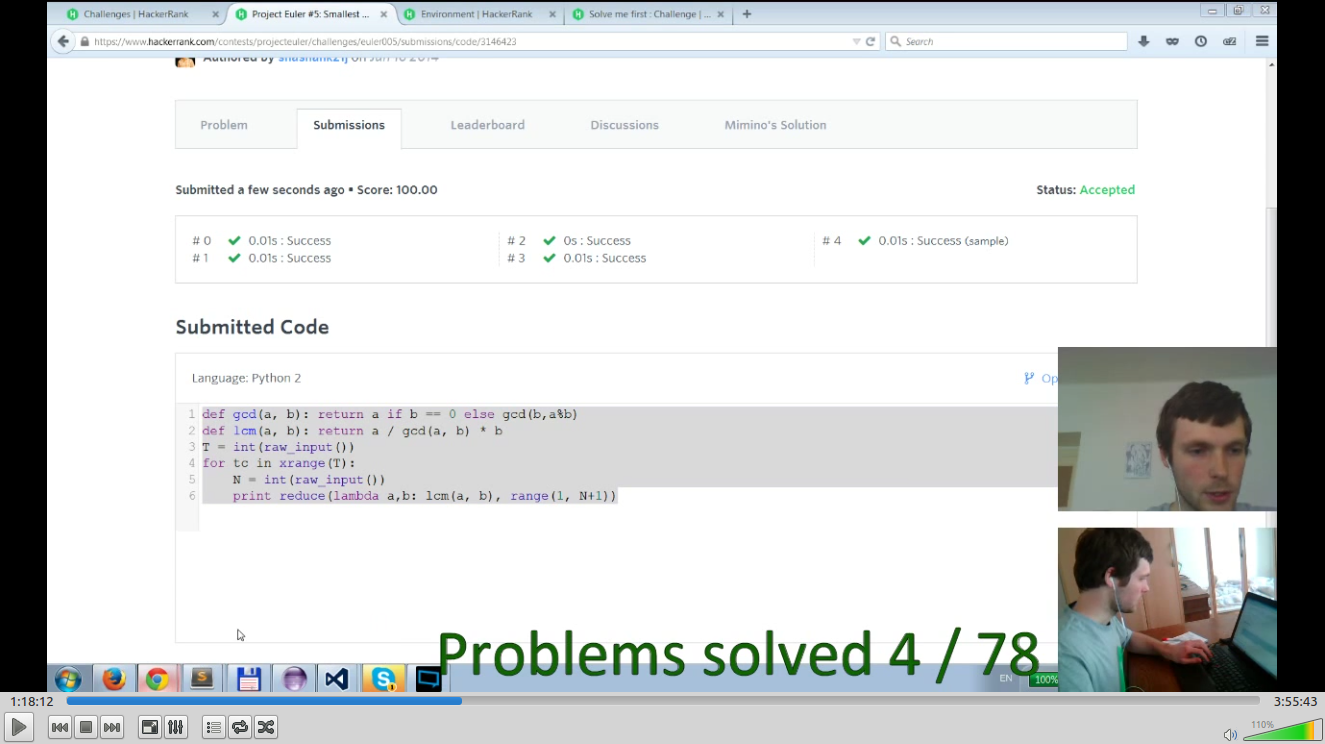 Challenges | HackerRank
Project Euler #5: Smallest ...
Environment | HackerRank
Solve me first : Challenge | ...
https://www.hackerrank.com/contests/projecteuler/challenges/euler005/submissions/code/3146423
Search
Authored by shashank21j on Jun 10 2014
Problem
Submissions
Leaderboard
Discussions
Mimino's Solution
Submitted a few seconds ago • Score: 100.00
Status: Accepted
# 0 0.01s : Success
# 2 0s : Success
# 4 0.01s : Success (sample)
# 1 0.01s : Success
# 3 0.01s : Success
Submitted Code
Language: Python 2
Op
1 def gcd(a, b): return a if b == 0 else gcd(b,a%b)
2 def lcm(a, b): return a / gcd(a, b) * b
3 T = int(raw_input())
4 for tc in xrange(T):
5 N = int(raw_input())
6 print reduce(lambda a,b: lcm(a, b), range(1, N+1))
Problems solved 4 / 78
EN
100%
1:18:12
3:55:43
110%